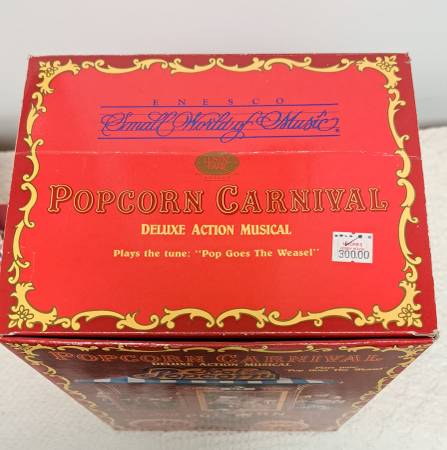 ENESCO
Small World of Music®
POPCORN CARNIVAL
DELUXE ACTION MUSICAL
Plays the tune: "Pop Goes The Weasel"
300.00
POPCORN CARNIVAL
DELUXE ACTION MUSICAL